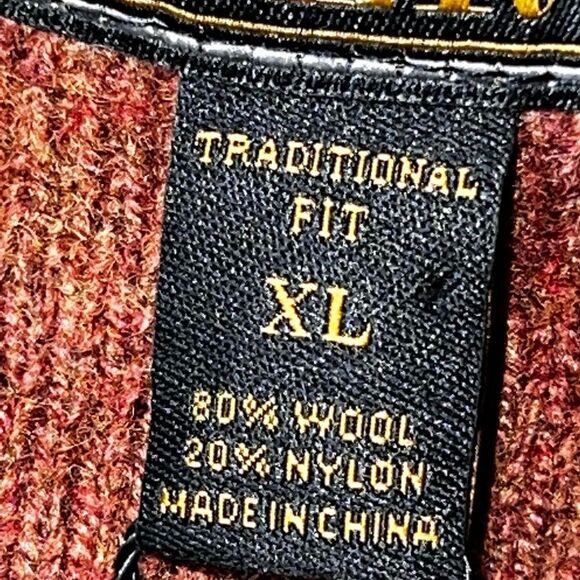 TRADITIONAL
FIT
XL
80% WOOL
20% NYLON
MADE IN CHINA